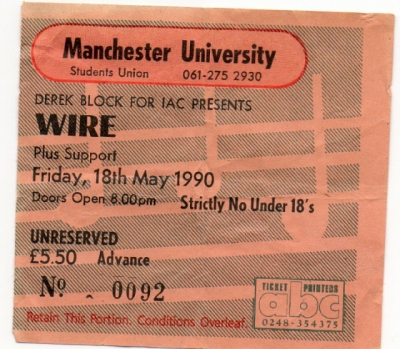 Manchester University
Students Union 061-275 2930
DEREK BLOCK FOR IAC PRESENTS
WIRE
Plus Support
Friday, 18th May 1990
Doors Open 8.00pm Strictly No Under 18's
UNRESERVED
£5.50 Advance
No. 0092
TICKET PRINTERS
abc
0248-354375
Retain This Portion. Conditions Overleaf.